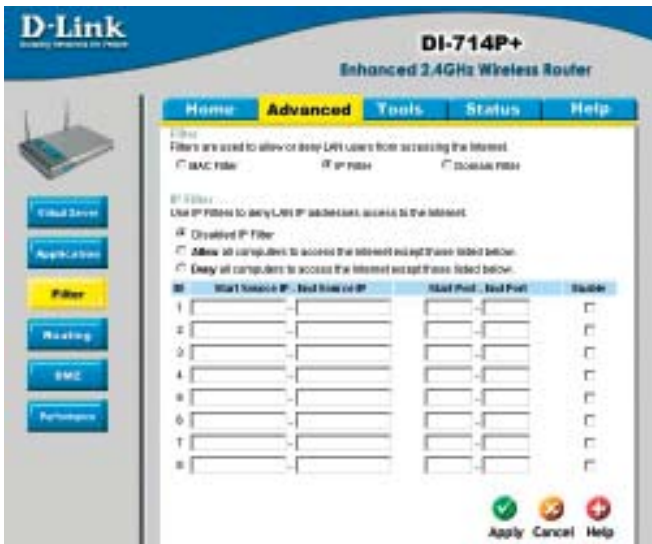 D-Link
Building Networks for People
DI-714P+
Enhanced 2.4GHz Wireless Router
Home Advanced Tools Status Help
Filter
Filters are used to allow or deny LAN users from accessing the Internet.
MAC Filter IP Filter Domain Filter
IP Filter
Use IP Filters to deny LAN IP addresses access to the Internet.
Disabled IP Filter
Allow all computers to access the Internet except those listed below.
Deny all computers to access the Internet except those listed below.
ID Start Source IP - End Source IP Start Port - End Port Enable
1 - -
2 - -
3 - -
4 - -
5 - -
6 - -
7 - -
8 - -
Virtual Server
Application
Filter
Routing
DMZ
Performance
Apply Cancel Help